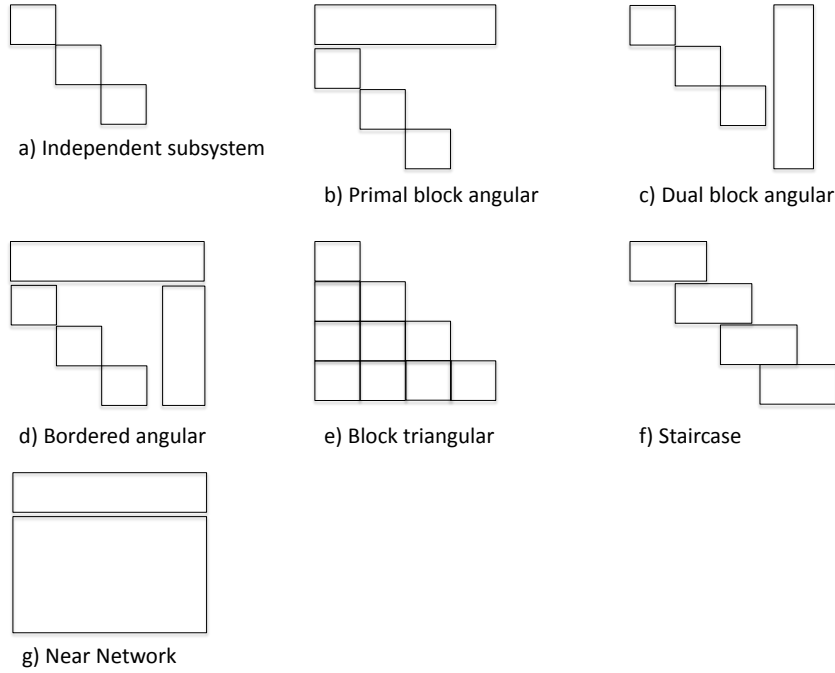 a) Independent subsystem
b) Primal block angular
c) Dual block angular
d) Bordered angular
e) Block triangular
f) Staircase
g) Near Network